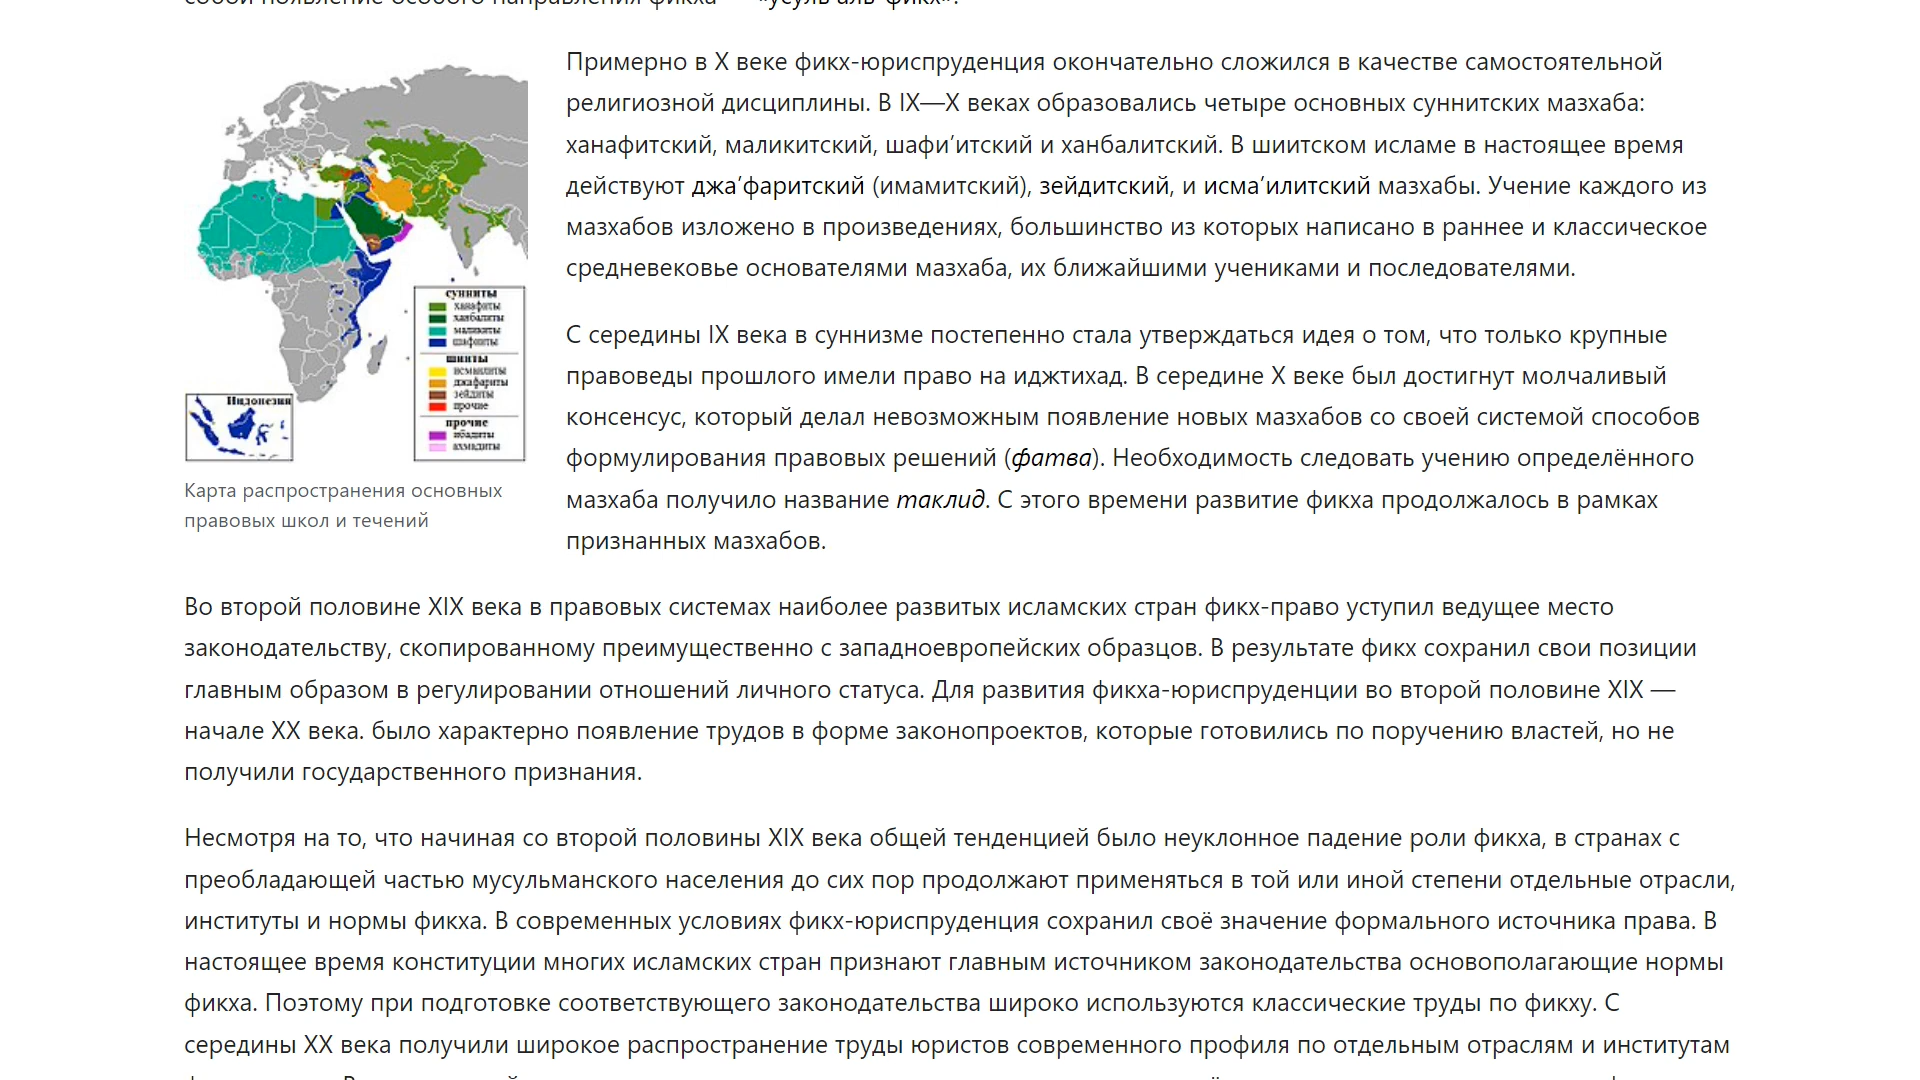 собой появление особого направления фикха — «усуль аль-фикх».
Примерно в X веке фикх-юриспруденция окончательно сложился в качестве самостоятельной
религиозной дисциплины. В IX—X веках образовались четыре основных суннитских мазхаба:
ханафитский, маликитский, шафи’итский и ханбалитский. В шиитском исламе в настоящее время
действуют джа’фаритский (имамитский), зейдитский, и исма’илитский мазхабы. Учение каждого из
мазхабов изложено в произведениях, большинство из которых написано в раннее и классическое
средневековье основателями мазхаба, их ближайшими учениками и последователями.
сунниты
ханафиты
ханбалиты
маликиты
шафииты
шииты
исмаилиты
джафариты
зейдиты
прочие
прочие
ибадиты
ахмадиты
Индонезия
Карта распространения основных
правовых школ и течений
С середины IX века в суннизме постепенно стала утверждаться идея о том, что только крупные
правоведы прошлого имели право на иджтихад. В середине X веке был достигнут молчаливый
консенсус, который делал невозможным появление новых мазхабов со своей системой способов
формулирования правовых решений (фатва). Необходимость следовать учению определённого
мазхаба получило название таклид. С этого времени развитие фикха продолжалось в рамках
признанных мазхабов.
Во второй половине XIX века в правовых системах наиболее развитых исламских стран фикх-право уступил ведущее место
законодательству, скопированному преимущественно с западноевропейских образцов. В результате фикх сохранил свои позиции
главным образом в регулировании отношений личного статуса. Для развития фикха-юриспруденции во второй половине XIX —
начале XX века. было характерно появление трудов в форме законопроектов, которые готовились по поручению властей, но не
получили государственного признания.
Несмотря на то, что начиная со второй половины XIX века общей тенденцией было неуклонное падение роли фикха, в странах с
преобладающей частью мусульманского населения до сих пор продолжают применяться в той или иной степени отдельные отрасли,
институты и нормы фикха. В современных условиях фикх-юриспруденция сохранил своё значение формального источника права. В
настоящее время конституции многих исламских стран признают главным источником законодательства основополагающие нормы
фикха. Поэтому при подготовке соответствующего законодательства широко используются классические труды по фикху. С
середины XX века получили широкое распространение труды юристов современного профиля по отдельным отраслям и институтам